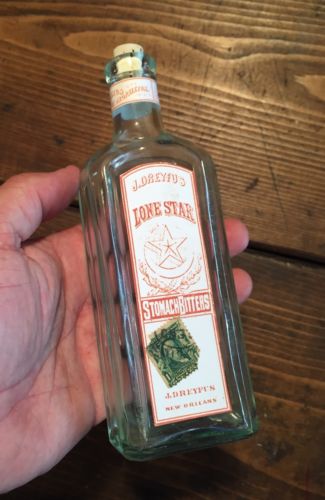 J. DREYFUS
LONE STAR
STOMACH BITTERS
J. DREYFUS
NEW ORLEANS